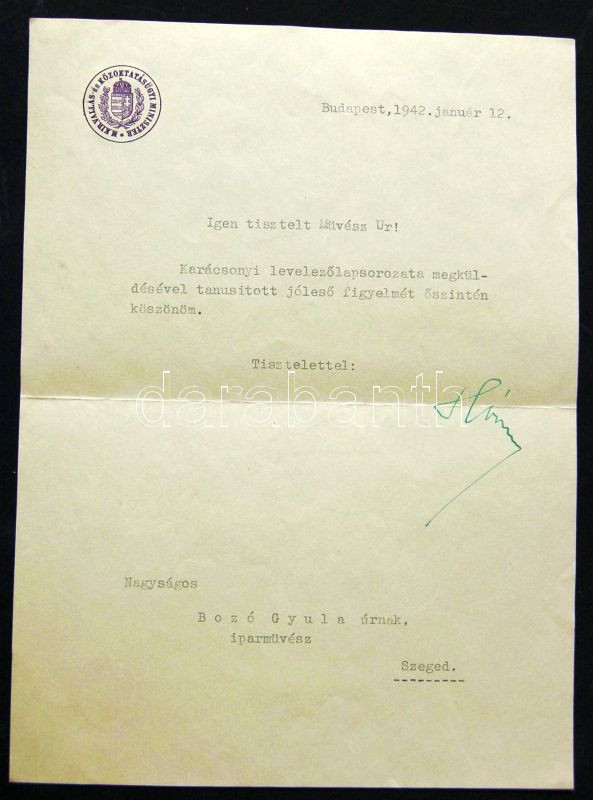 M. KIR. VALLÁS- és KÖZOKTATÁSÜGYI MINISZTER
Budapest, 1942. január 12.
Igen tisztelt Művész Ur!
Karácsonyi levelezőlapsorozata megkül-
désével tanusitott jóleső figyelmét őszintén
köszönöm.
Tisztelettel:
darabanth
Nagyságos
Bozó Gyula úrnak,
iparművész
Szeged.